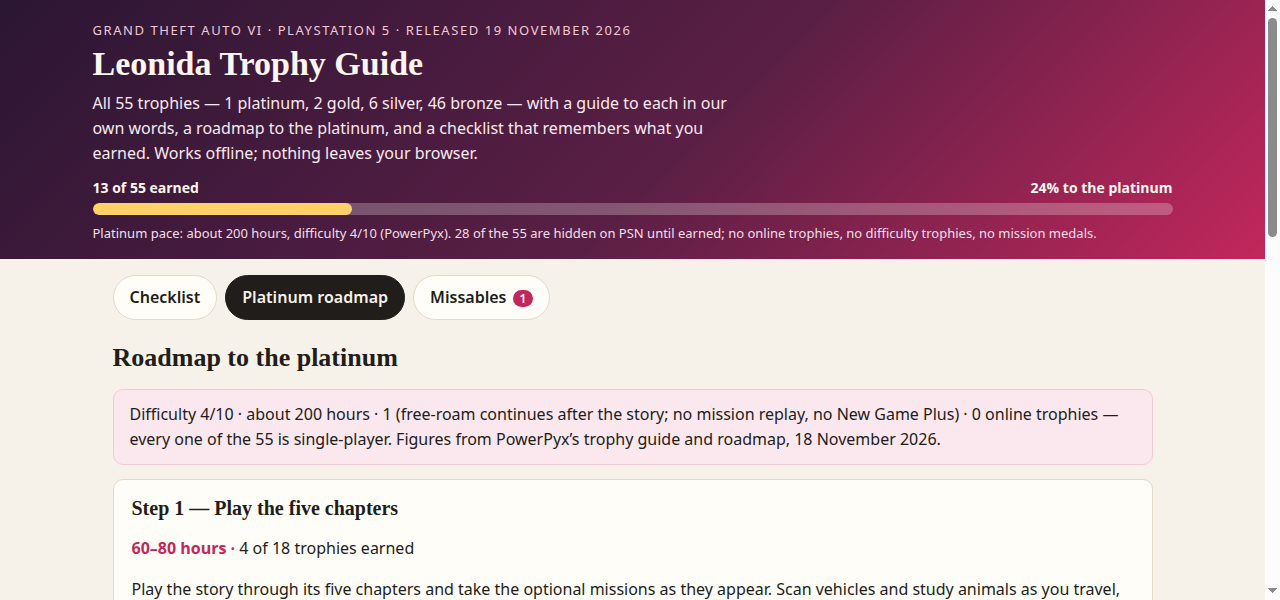 GRAND THEFT AUTO VI · PLAYSTATION 5 · RELEASED 19 NOVEMBER 2026
Leonida Trophy Guide
All 55 trophies — 1 platinum, 2 gold, 6 silver, 46 bronze — with a guide to each in our
own words, a roadmap to the platinum, and a checklist that remembers what you
earned. Works offline; nothing leaves your browser.
13 of 55 earned
24% to the platinum
Platinum pace: about 200 hours, difficulty 4/10 (PowerPyx). 28 of the 55 are hidden on PSN until earned; no online trophies, no difficulty trophies, no mission medals.
Checklist
Platinum roadmap
Missables 1
Roadmap to the platinum
Difficulty 4/10 · about 200 hours · 1 (free-roam continues after the story; no mission replay, no New Game Plus) · 0 online trophies —
every one of the 55 is single-player. Figures from PowerPyx’s trophy guide and roadmap, 18 November 2026.
Step 1 — Play the five chapters
60–80 hours · 4 of 18 trophies earned
Play the story through its five chapters and take the optional missions as they appear. Scan vehicles and study animals as you travel,